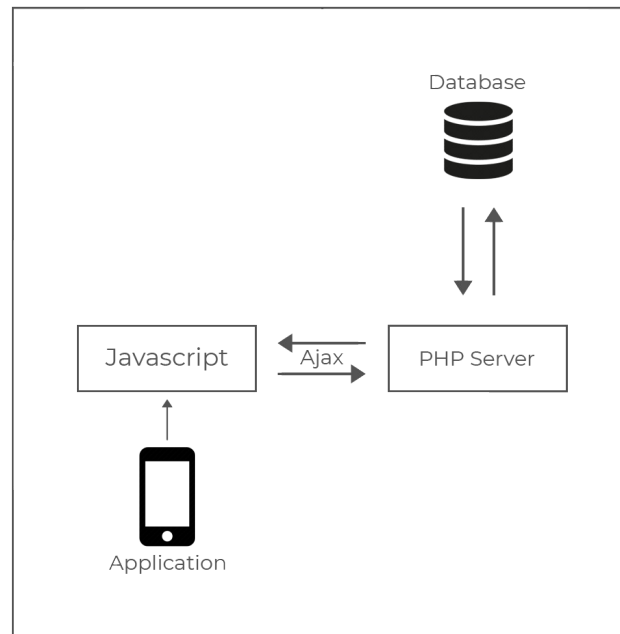 Database
Javascript
Ajax
PHP Server
Application